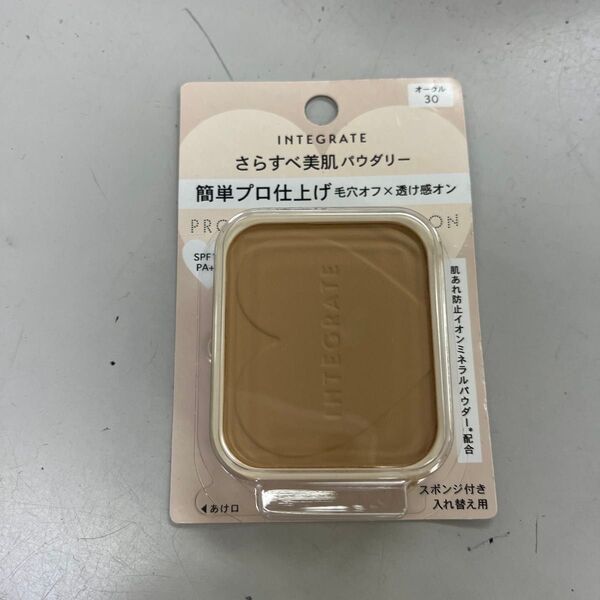 オークル
30
INTEGRATE
さらすべ美肌パウダリー
簡単プロ仕上げ 毛穴オフ×透け感オン
PRO
ON
SPF
PA+
INTEGRATE
肌あれ防止イオンミネラルパウダー*配合
スポンジ付き
入れ替え用
◀あけ口